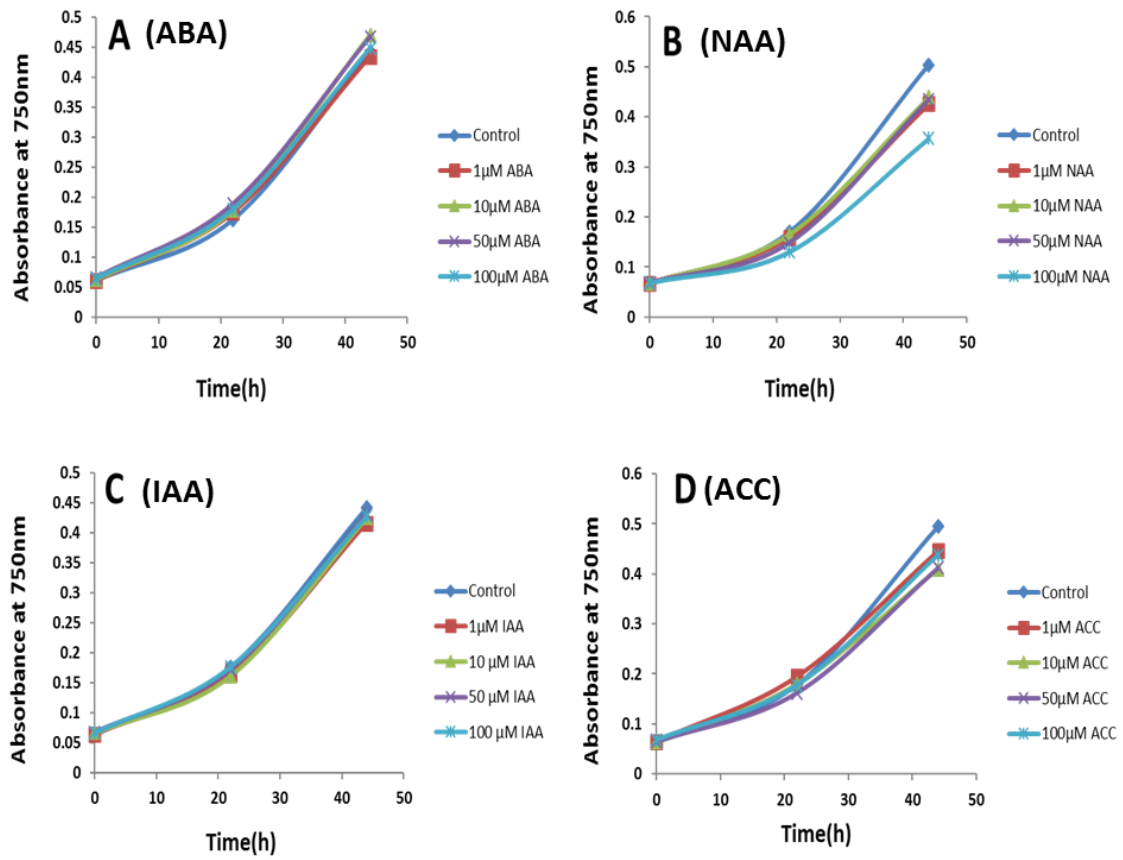 A (ABA)
0.5
0.45
0.4
0.35
0.3
0.25
0.2
0.15
0.1
0.05
0
Absorbance at 750nm
0 10 20 30 40 50
Time(h)
Control
1µM ABA
10µM ABA
50µM ABA
100µM ABA
B (NAA)
0.6
0.5
0.4
0.3
0.2
0.1
0
Absorbance at 750nm
0 10 20 30 40 50
Time(h)
Control
1µM NAA
10µM NAA
50µM NAA
100µM NAA
C (IAA)
0.5
0.45
0.4
0.35
0.3
0.25
0.2
0.15
0.1
0.05
0
Absorbance at 750nm
0 10 20 30 40 50
Time(h)
Control
1µM IAA
10 µM IAA
50 µM IAA
100 µM IAA
D (ACC)
0.6
0.5
0.4
0.3
0.2
0.1
0
Absorbance at 750nm
0 10 20 30 40 50
Time(h)
Control
1µM ACC
10µM ACC
50µM ACC
100µM ACC